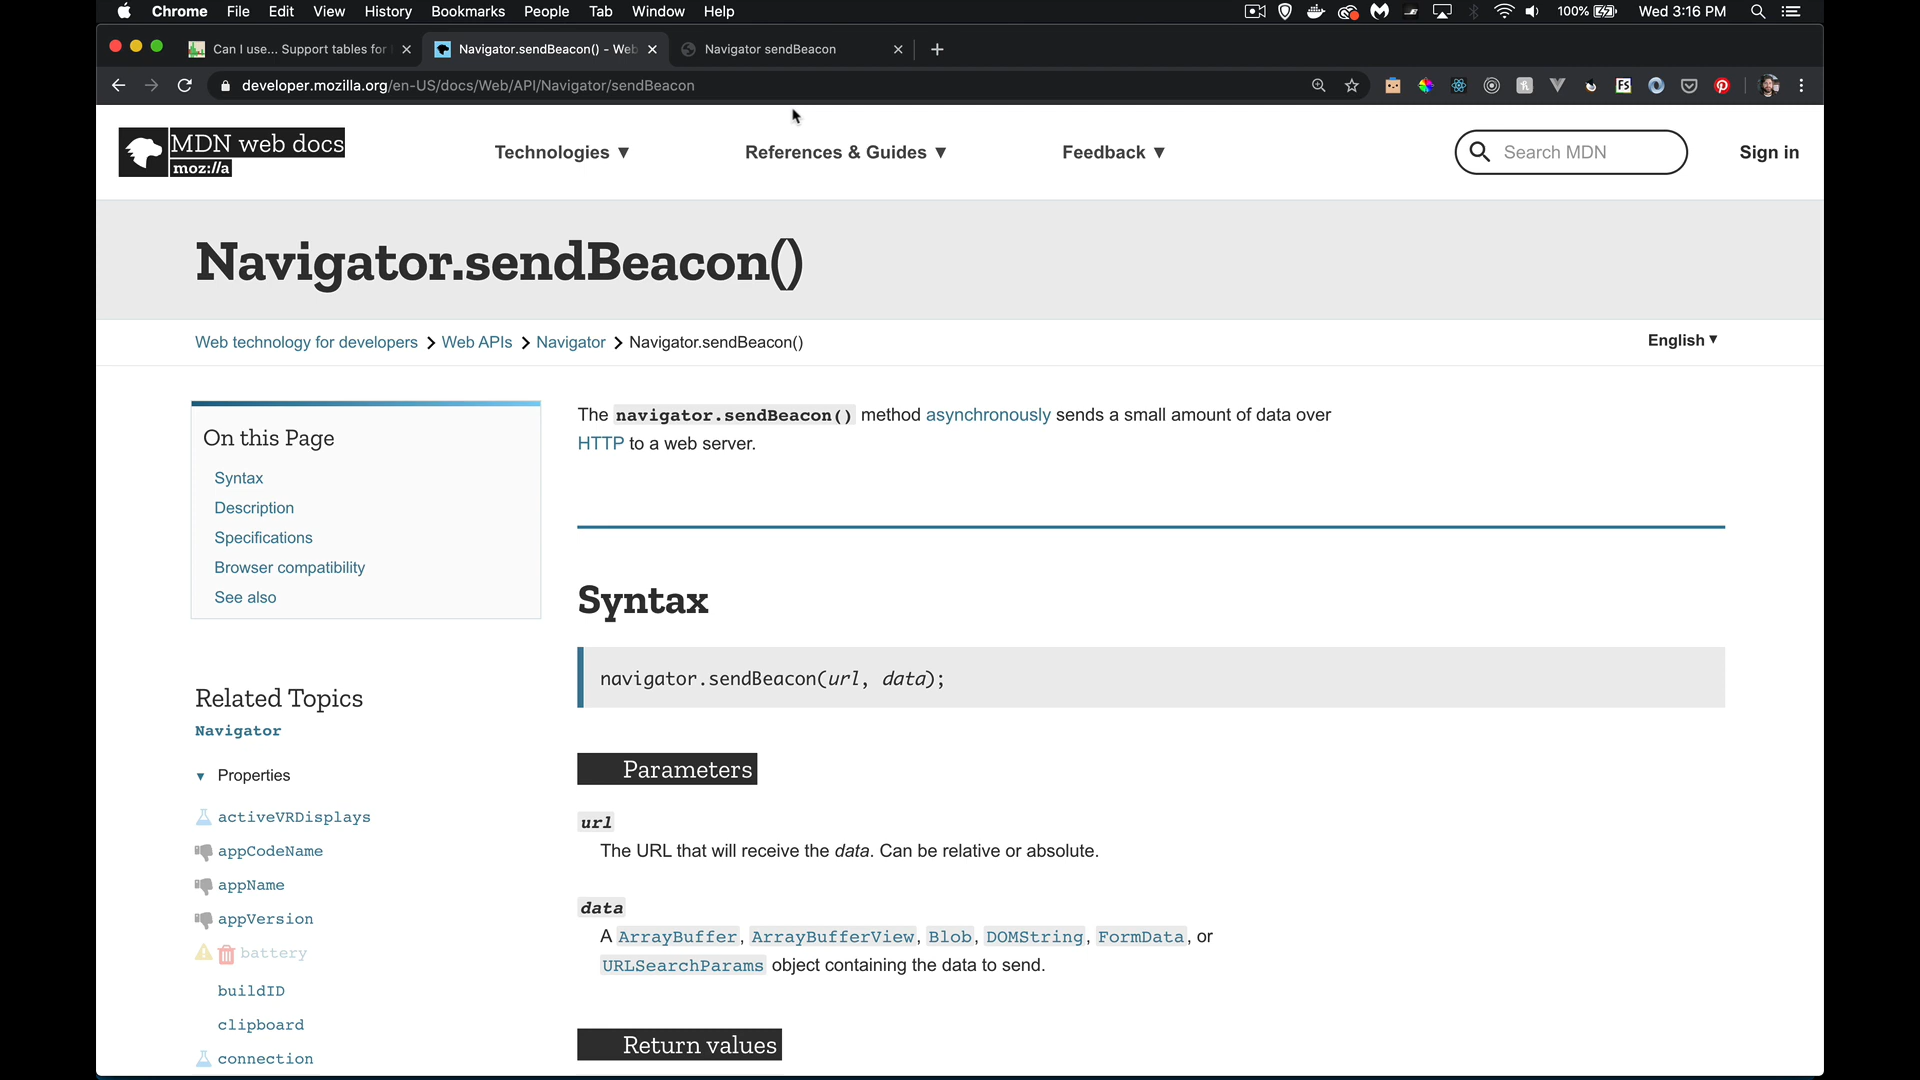 Chrome File Edit View History Bookmarks People Tab Window Help 100% Wed 3:16 PM
Can I use... Support tables for
Navigator.sendBeacon() - Web
Navigator sendBeacon
developer.mozilla.org/en-US/docs/Web/API/Navigator/sendBeacon
MDN web docs
moz://a
Technologies ▼ References & Guides ▼ Feedback ▼ Search MDN Sign in
Navigator.sendBeacon()
Web technology for developers > Web APIs > Navigator > Navigator.sendBeacon()
English ▼
On this Page
Syntax
Description
Specifications
Browser compatibility
See also
Related Topics
Navigator
▼ Properties
activeVRDisplays
appCodeName
appName
appVersion
battery
buildID
clipboard
connection
The navigator.sendBeacon() method asynchronously sends a small amount of data over
HTTP to a web server.
Syntax
navigator.sendBeacon(url, data);
Parameters
url
The URL that will receive the data. Can be relative or absolute.
data
A ArrayBuffer, ArrayBufferView, Blob, DOMString, FormData, or
URLSearchParams object containing the data to send.
Return values